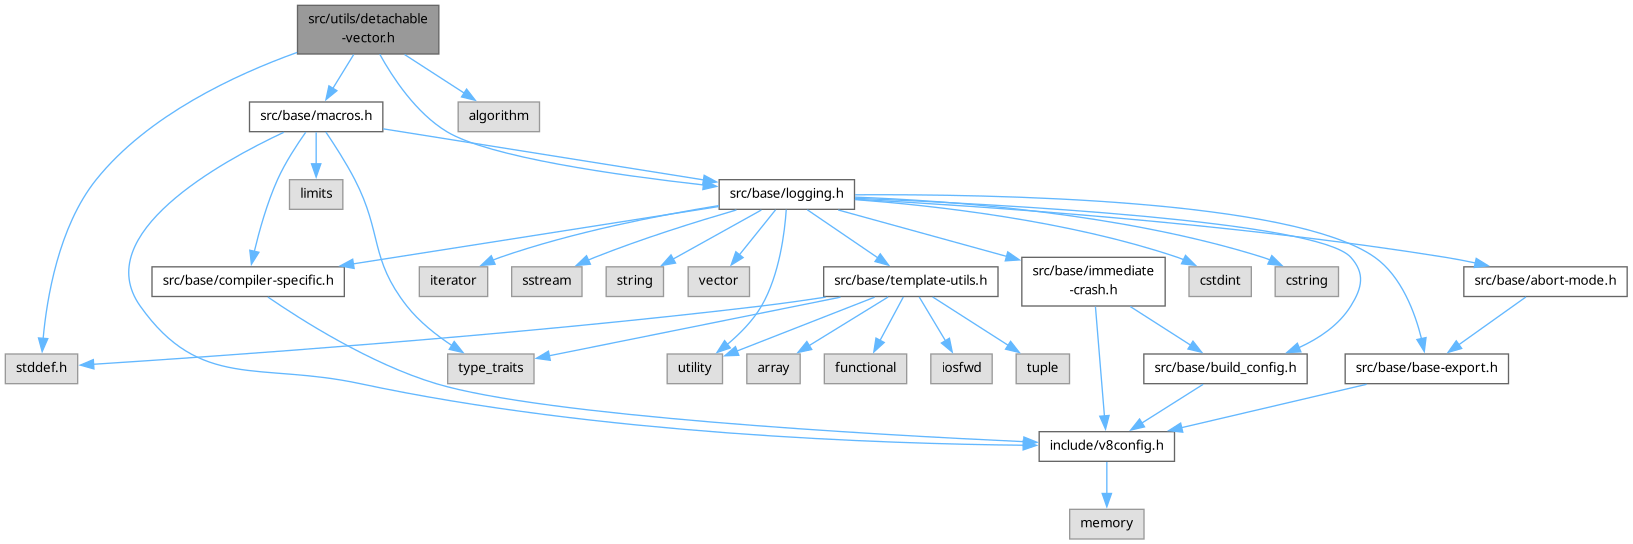 src/utils/detachable
-vector.h
src/base/macros.h
algorithm
limits
src/base/logging.h
src/base/compiler-specific.h
iterator
sstream
string
vector
src/base/template-utils.h
src/base/immediate
-crash.h
cstdint
cstring
src/base/abort-mode.h
stddef.h
type_traits
utility
array
functional
iosfwd
tuple
src/base/build_config.h
src/base/base-export.h
include/v8config.h
memory